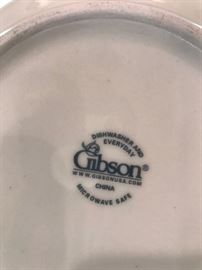 DISHWASHER AND
EVERYDAY
Gibson®
WWW.GIBSONUSA.COM
CHINA
MICROWAVE SAFE